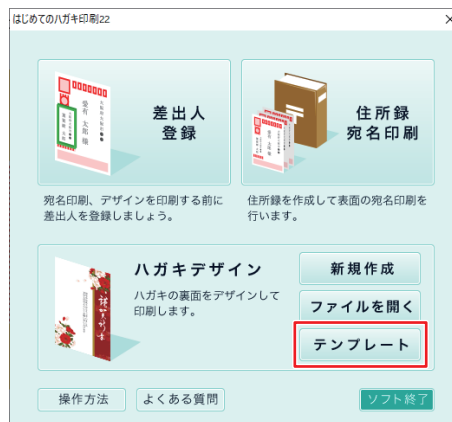 はじめてのハガキ印刷22
差出人
登録
住所録
宛名印刷
宛名印刷、デザインを印刷する前に
差出人を登録しましょう。
住所録を作成して表面の宛名印刷を
行います。
ハガキデザイン
ハガキの裏面をデザインして
印刷します。
新規作成
ファイルを開く
テンプレート
操作方法
よくある質問
ソフト終了